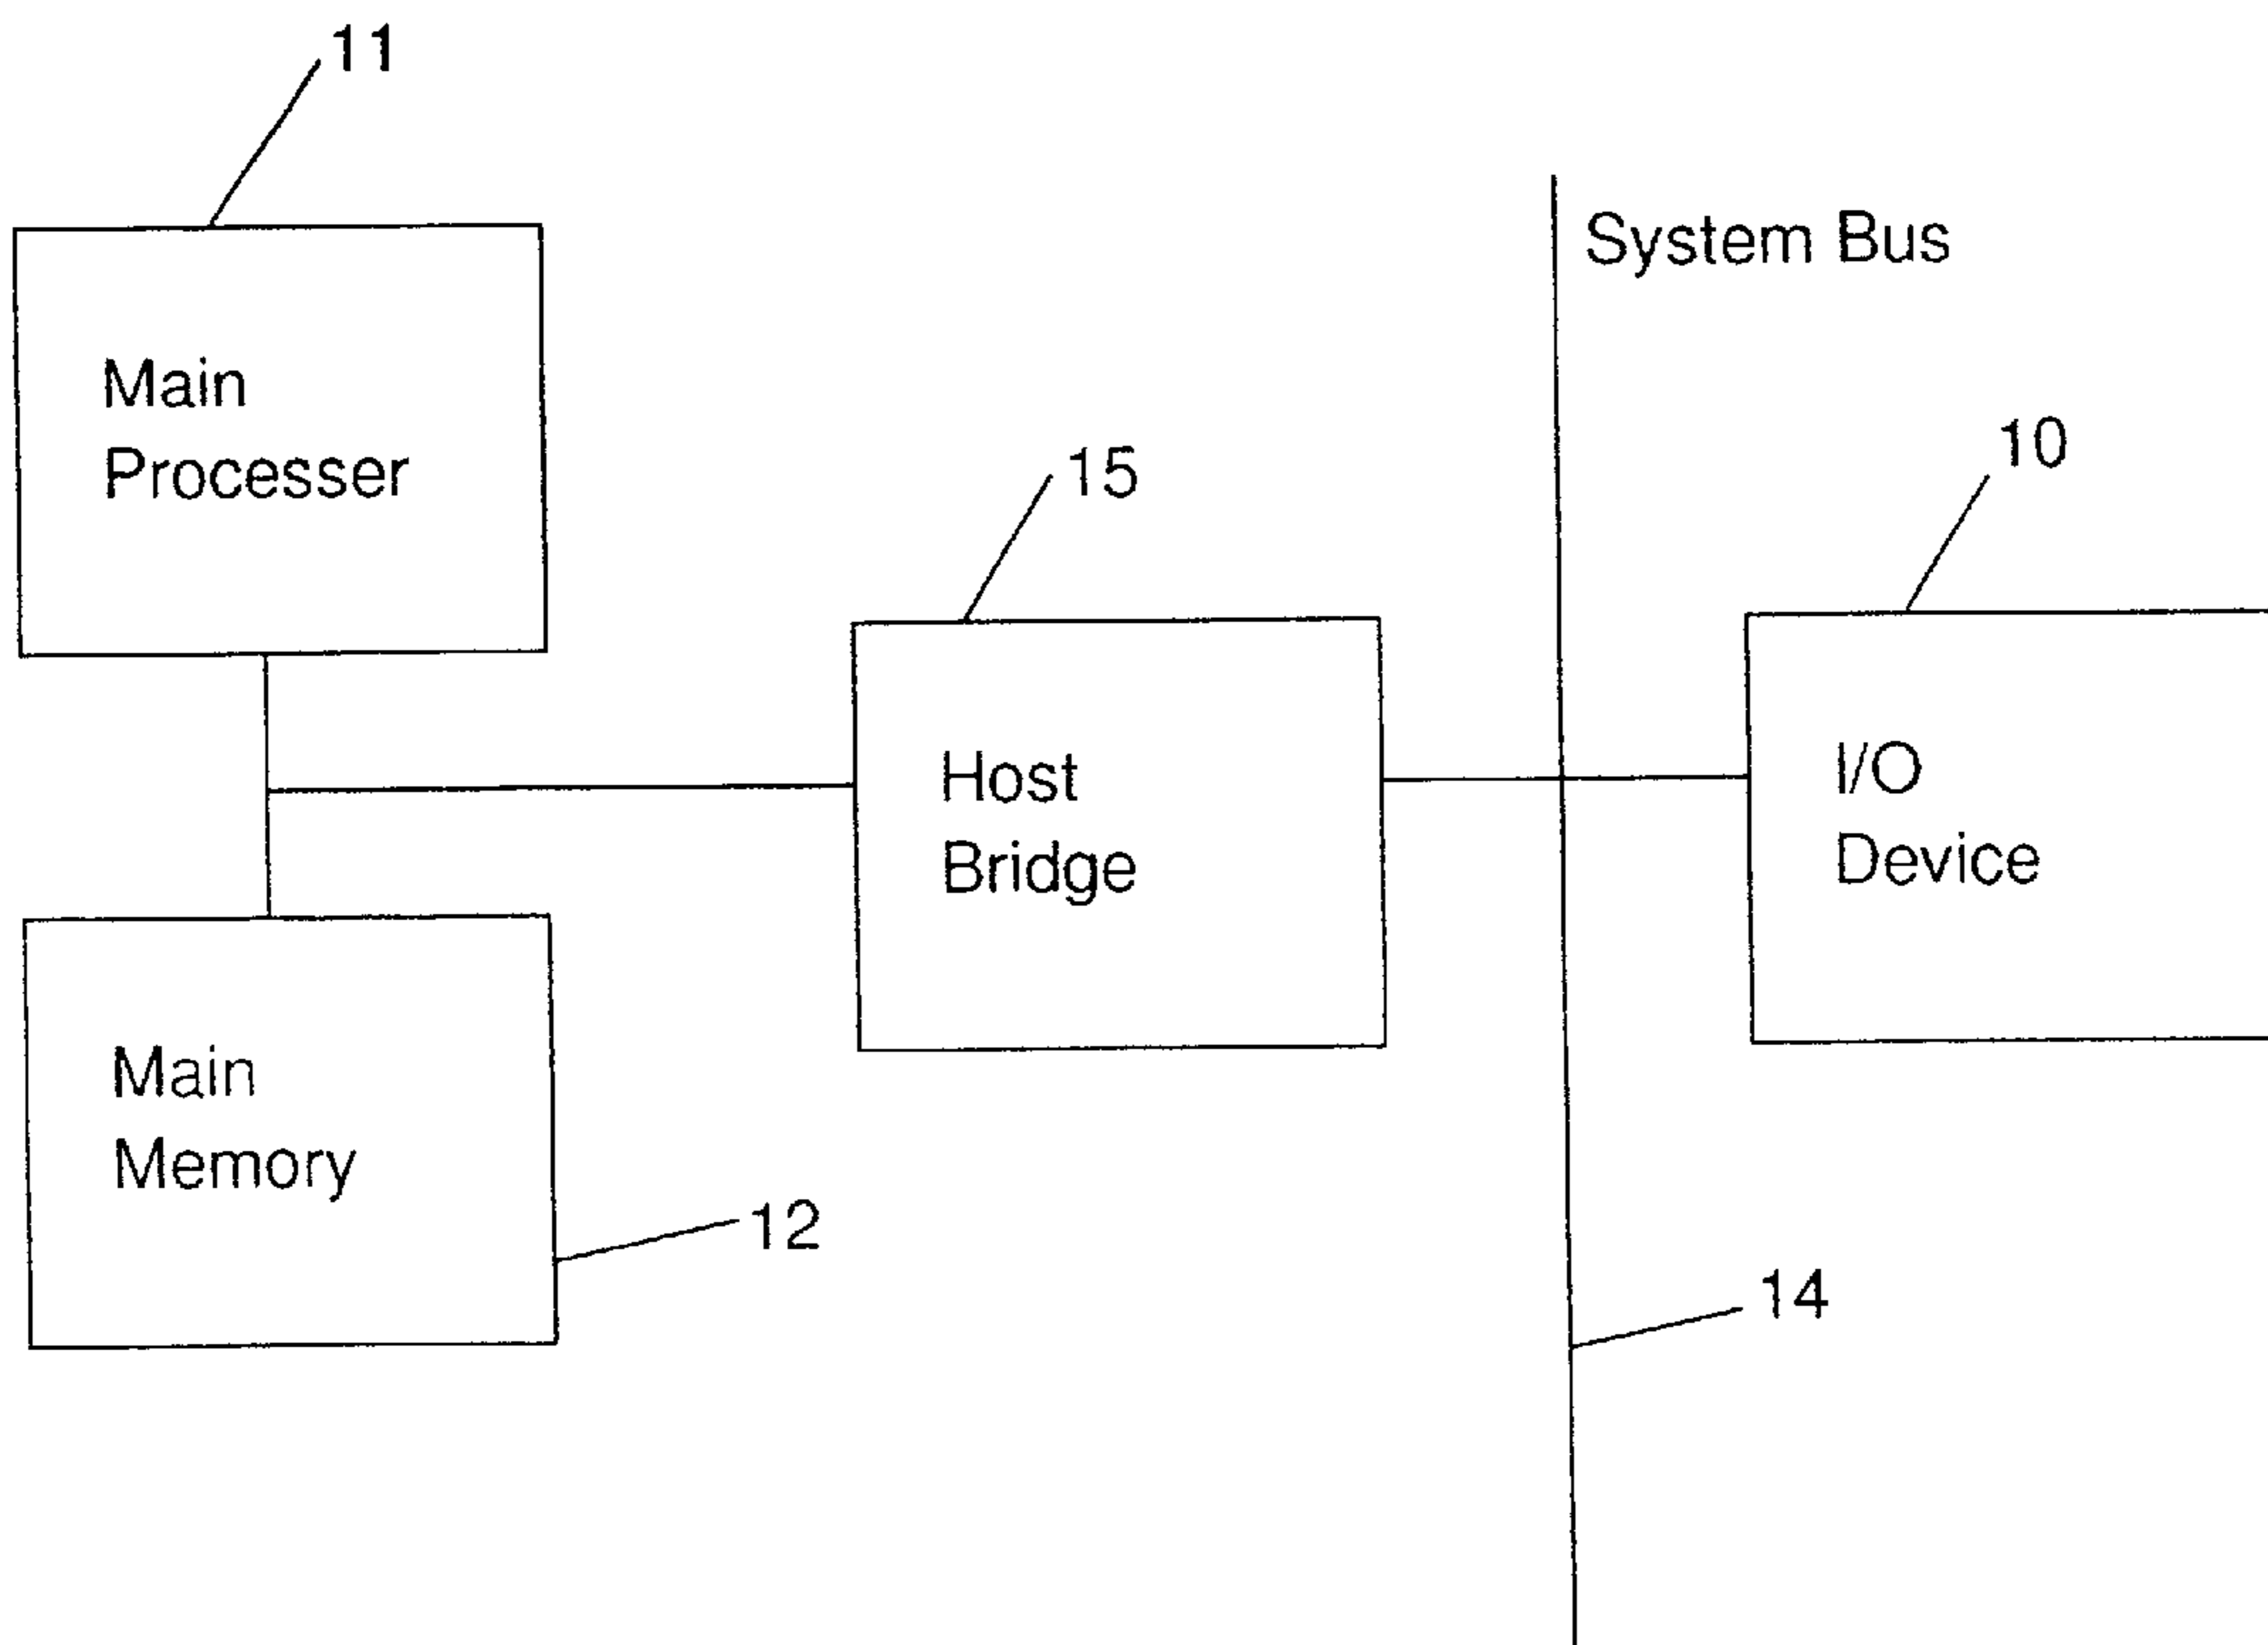 11
System Bus
Main
Processer
15
10
Host
Bridge
I/O
Device
Main
Memory
12
14